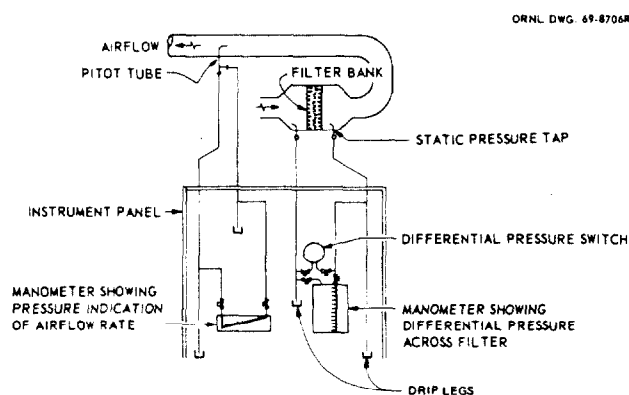 ORNL DWG. 69-8706R
AIRFLOW
PITOT TUBE
FILTER BANK
STATIC PRESSURE TAP
INSTRUMENT PANEL
DIFFERENTIAL PRESSURE SWITCH
MANOMETER SHOWING
PRESSURE INDICATION
OF AIRFLOW RATE
MANOMETER SHOWING
DIFFERENTIAL PRESSURE
ACROSS FILTER
DRIP LEGS